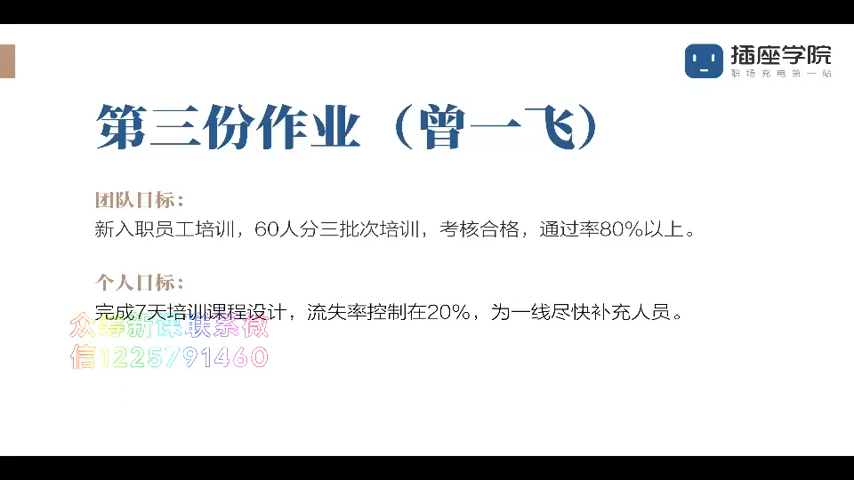 插座学院
职场充电第一站
第三份作业（曾一飞）
团队目标：
新入职员工培训，60人分三批次培训，考核合格，通过率80%以上。
个人目标：
完成7天培训课程设计，流失率控制在20%，为一线尽快补充人员。
众筹新课联系微
信1225791460